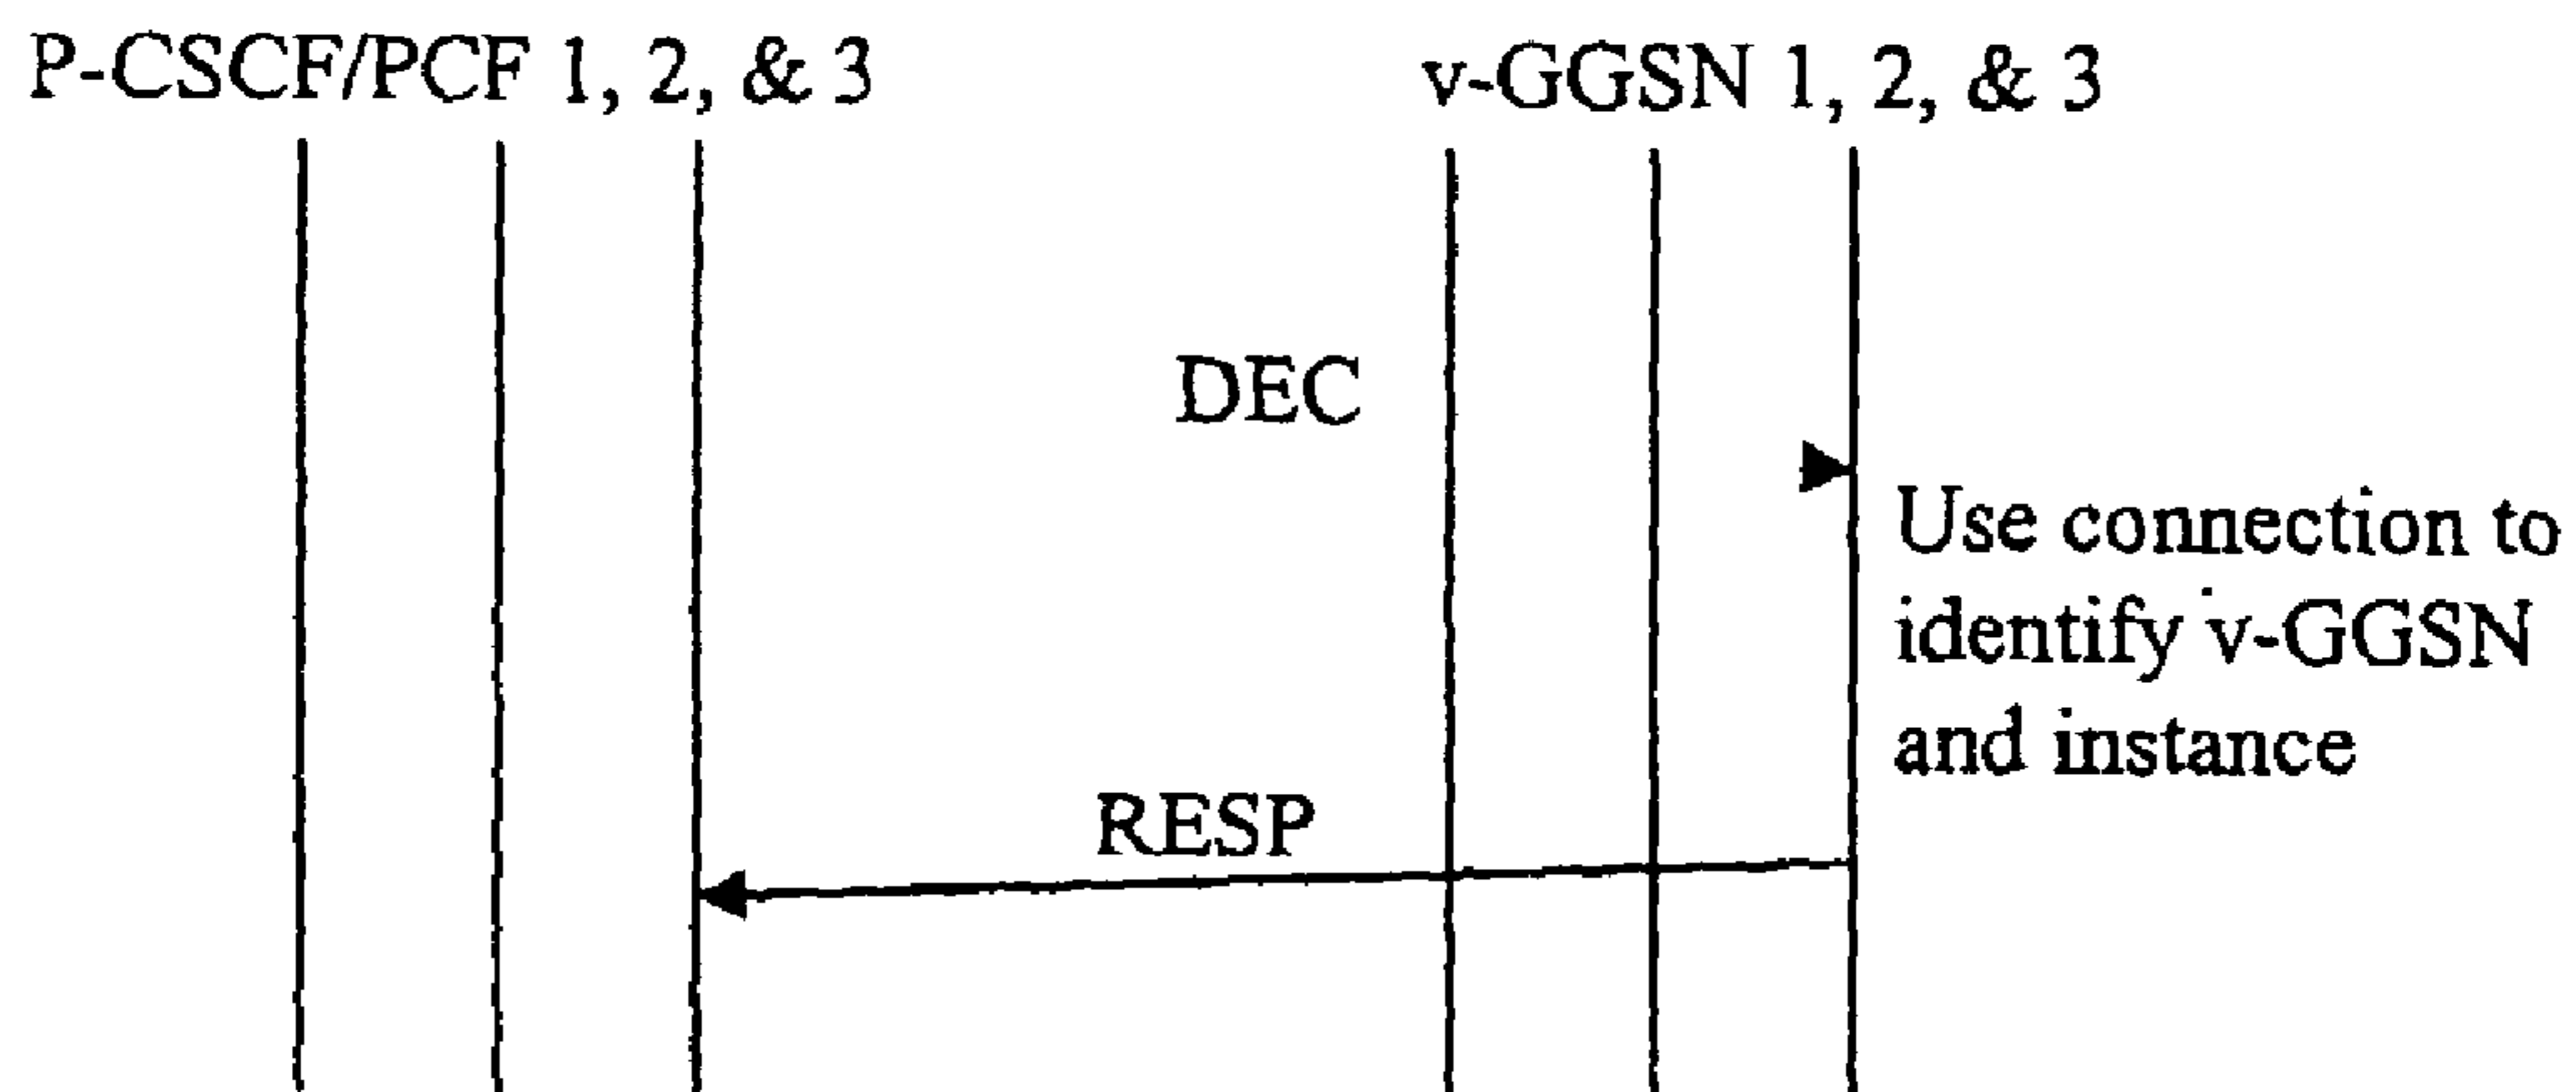 P-CSCF/PCF 1, 2, & 3
v-GGSN 1, 2, & 3
DEC
Use connection to
identify v-GGSN
and instance
RESP